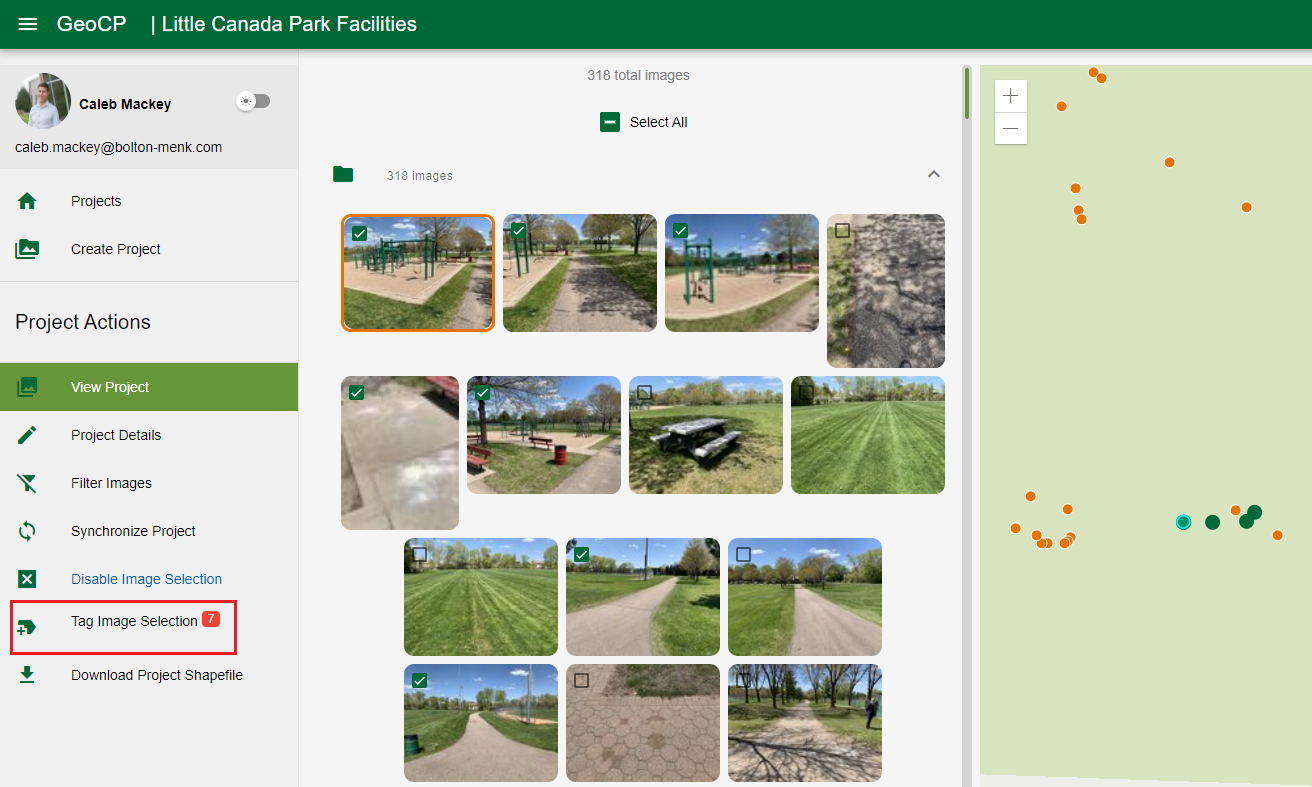 GeoCP | Little Canada Park Facilities
Caleb Mackey
caleb.mackey@bolton-menk.com
Projects
Create Project
Project Actions
View Project
Project Details
Filter Images
Synchronize Project
Disable Image Selection
Tag Image Selection 7
Download Project Shapefile
318 total images
Select All
318 images
+
−